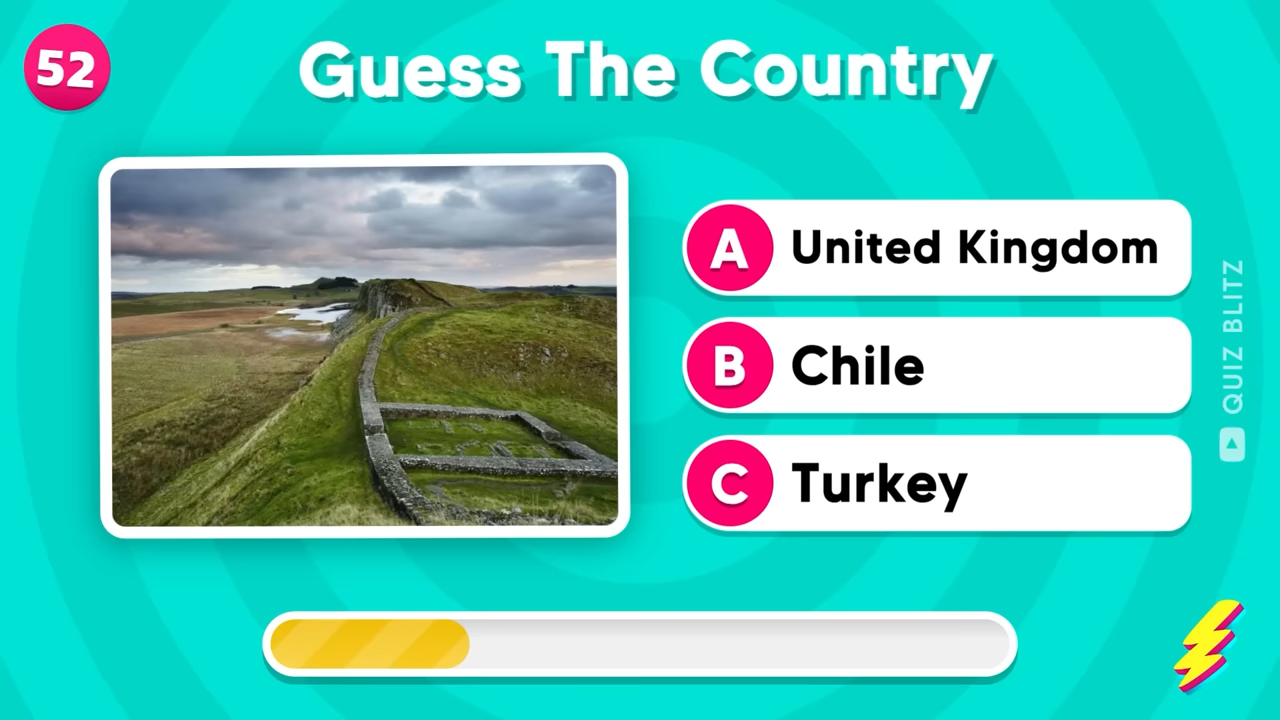 52
Guess The Country
A United Kingdom
B Chile
C Turkey
QUIZ BLITZ